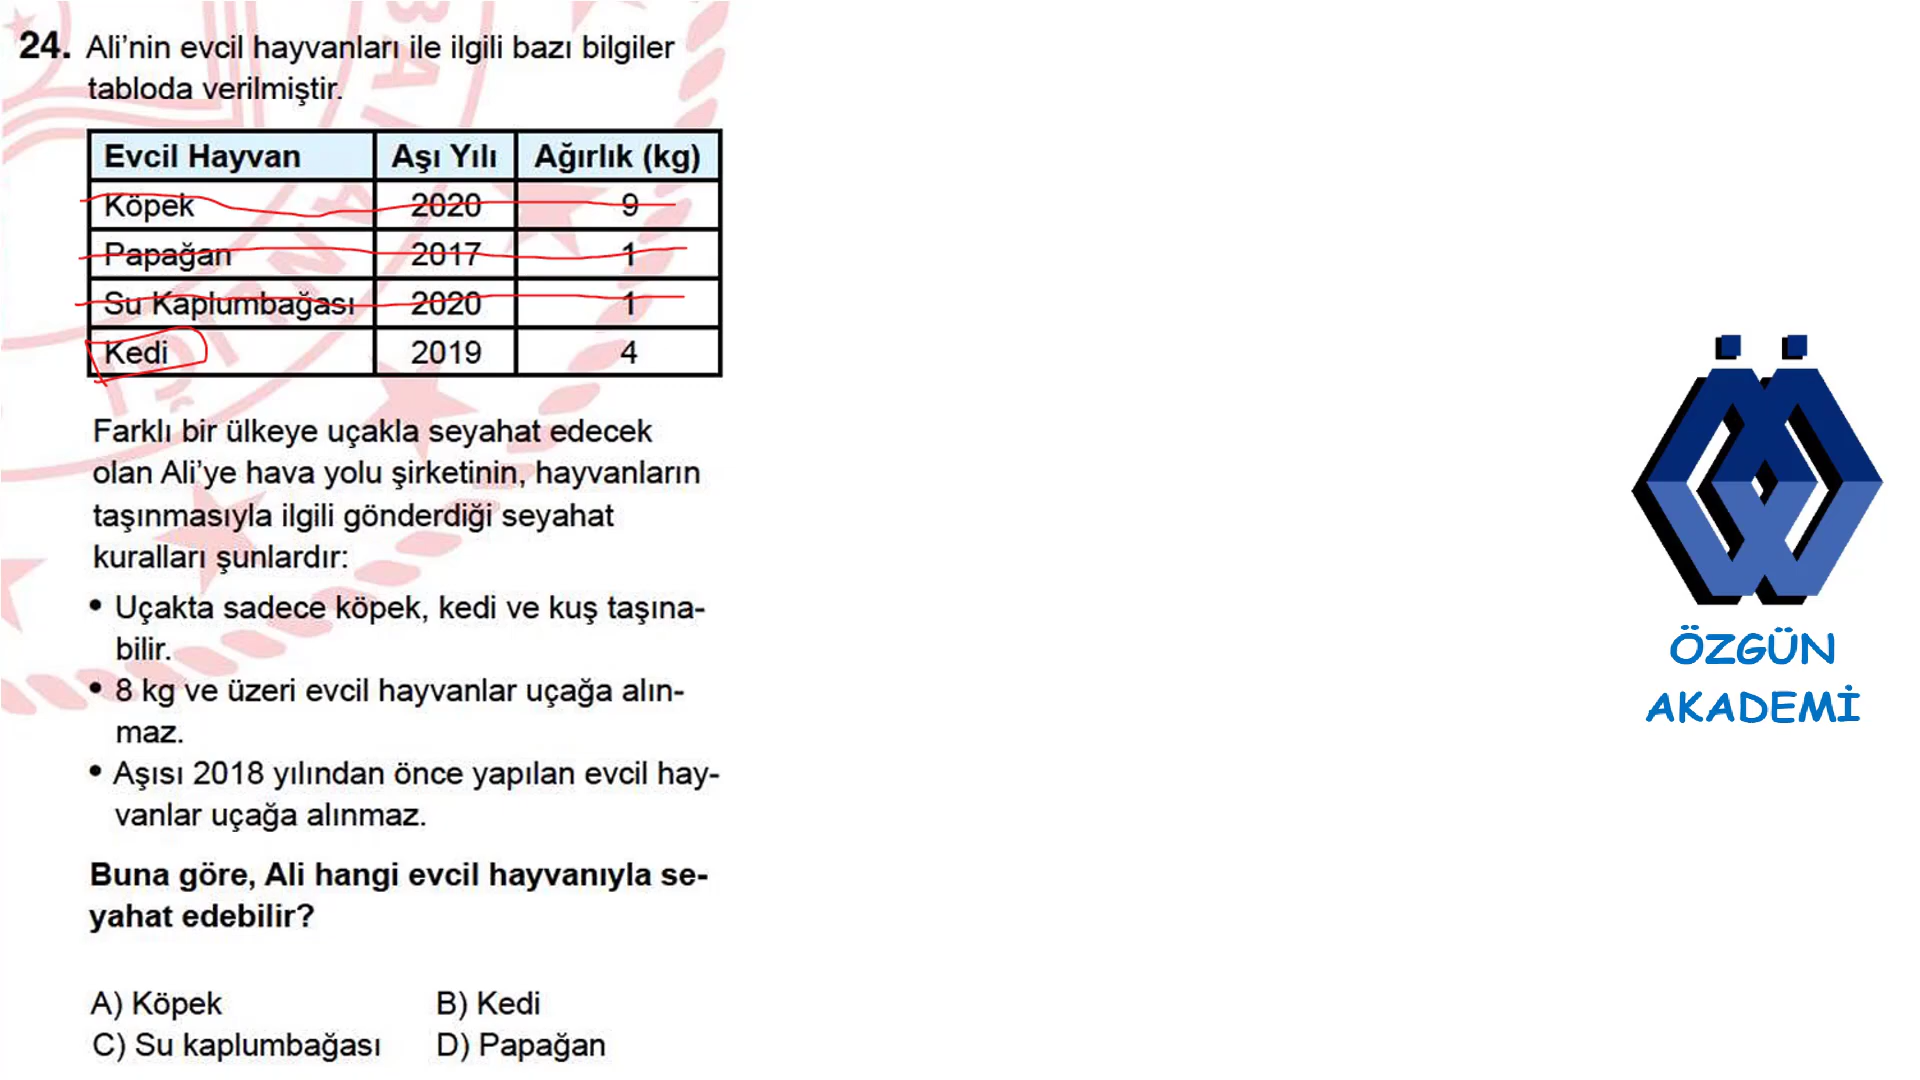 24. Ali'nin evcil hayvanları ile ilgili bazı bilgiler
tabloda verilmiştir.
Evcil Hayvan Aşı Yılı Ağırlık (kg)
Köpek 2020 9
Papağan 2017 1
Su Kaplumbağası 2020 1
Kedi 2019 4
Farklı bir ülkeye uçakla seyahat edecek
olan Ali'ye hava yolu şirketinin, hayvanların
taşınmasıyla ilgili gönderdiği seyahat
kuralları şunlardır:
• Uçakta sadece köpek, kedi ve kuş taşına-
bilir.
• 8 kg ve üzeri evcil hayvanlar uçağa alın-
maz.
• Aşısı 2018 yılından önce yapılan evcil hay-
vanlar uçağa alınmaz.
Buna göre, Ali hangi evcil hayvanıyla se-
yahat edebilir?
A) Köpek B) Kedi
C) Su kaplumbağası D) Papağan
ÖZGÜN
AKADEMİ